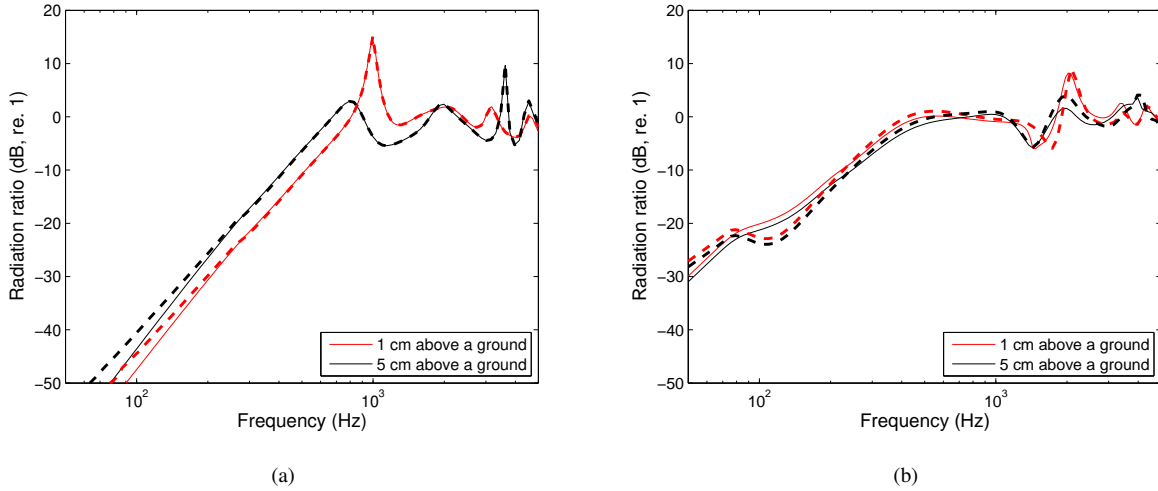 20
10
0
−10
−20
−30
−40
−50
10²
10³
Radiation ratio (dB, re. 1)
Frequency (Hz)
1 cm above a ground
5 cm above a ground
(a)
20
10
0
−10
−20
−30
−40
−50
10²
10³
Radiation ratio (dB, re. 1)
Frequency (Hz)
1 cm above a ground
5 cm above a ground
(b)